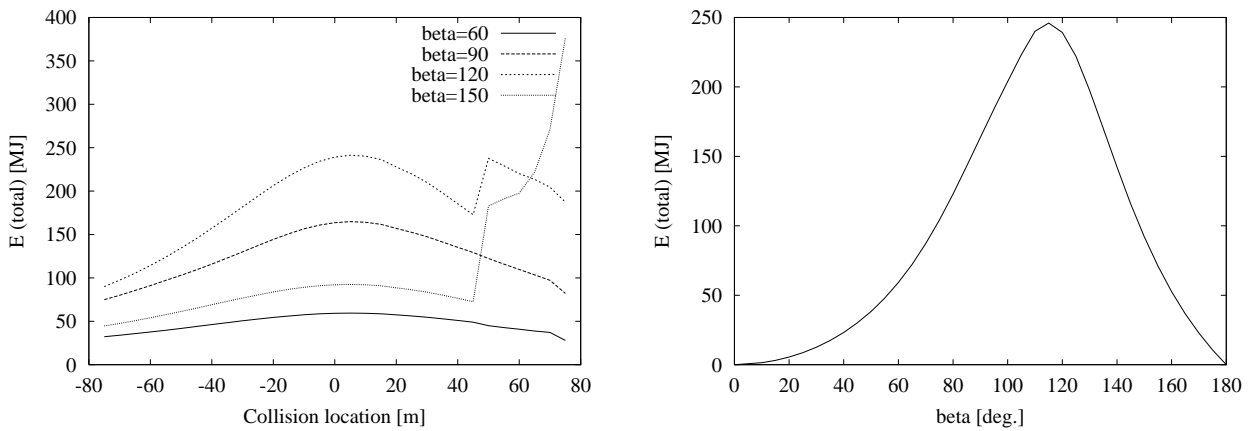 E (total) [MJ]
400
350
300
250
200
150
100
50
0
beta=60
beta=90
beta=120
beta=150
-80 -60 -40 -20 0 20 40 60 80
Collision location [m]
E (total) [MJ]
250
200
150
100
50
0
0 20 40 60 80 100 120 140 160 180
beta [deg.]